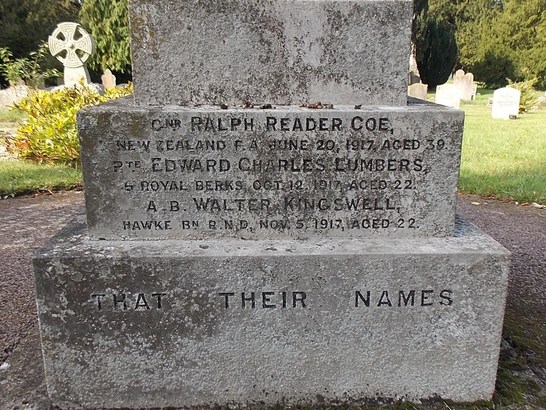 GNR RALPH READER COE,
NEW ZEALAND F.A. JUNE 20, 1917, AGED 39.
PTE EDWARD CHARLES LUMBERS,
5 ROYAL BERKS, OCT. 12, 1917, AGED 22.
A.B. WALTER KINGSWELL,
HAWKE BN R.N.D, NOV. 5, 1917, AGED 22.
THAT THEIR NAMES